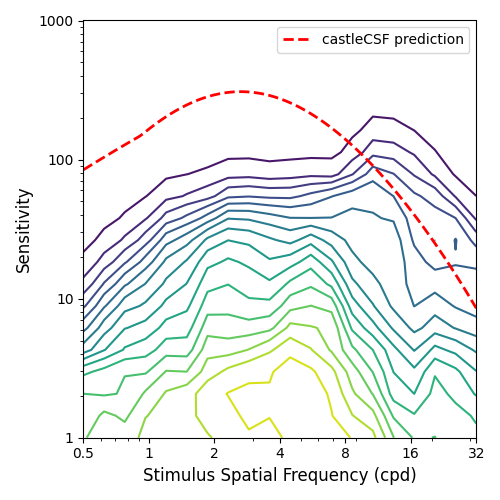 1000
castleCSF prediction
100
Sensitivity
10
1
0.5 1 2 4 8 16 32
Stimulus Spatial Frequency (cpd)